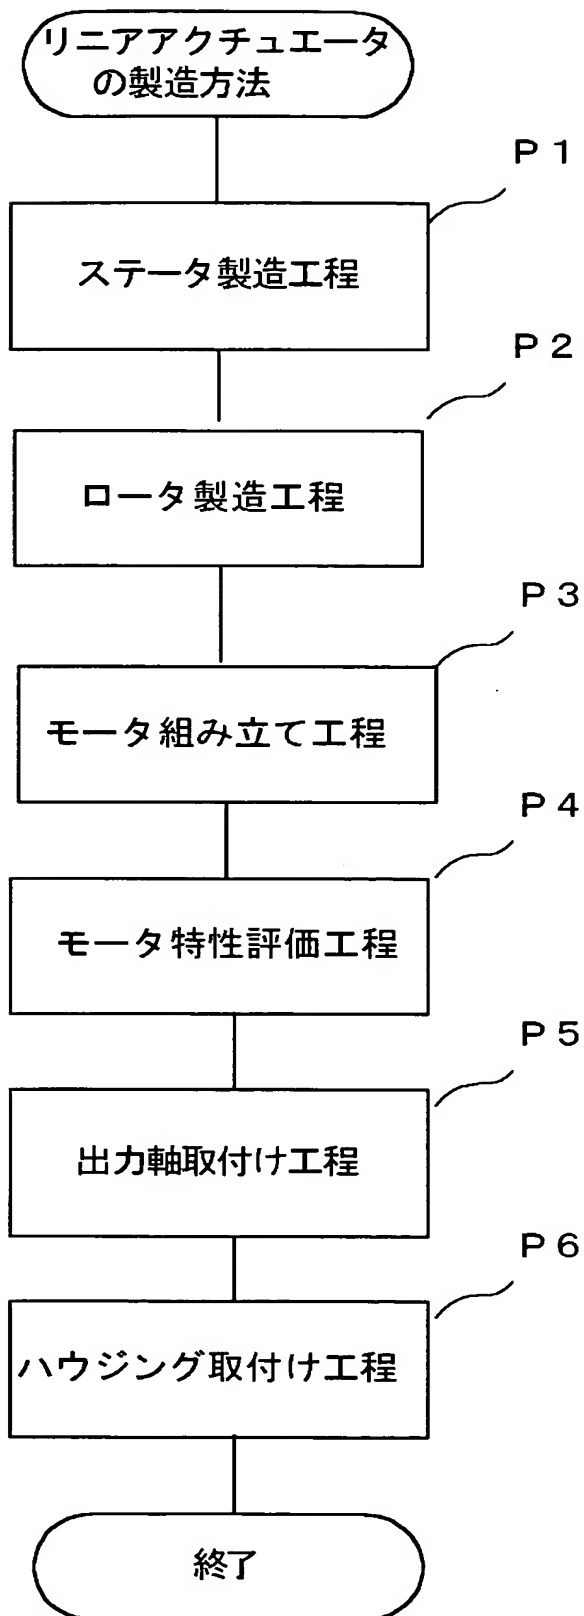 リニアアクチュエータ
の製造方法
P1
ステータ製造工程
P2
ロータ製造工程
P3
モータ組み立て工程
P4
モータ特性評価工程
P5
出力軸取付け工程
P6
ハウジング取付け工程
終了